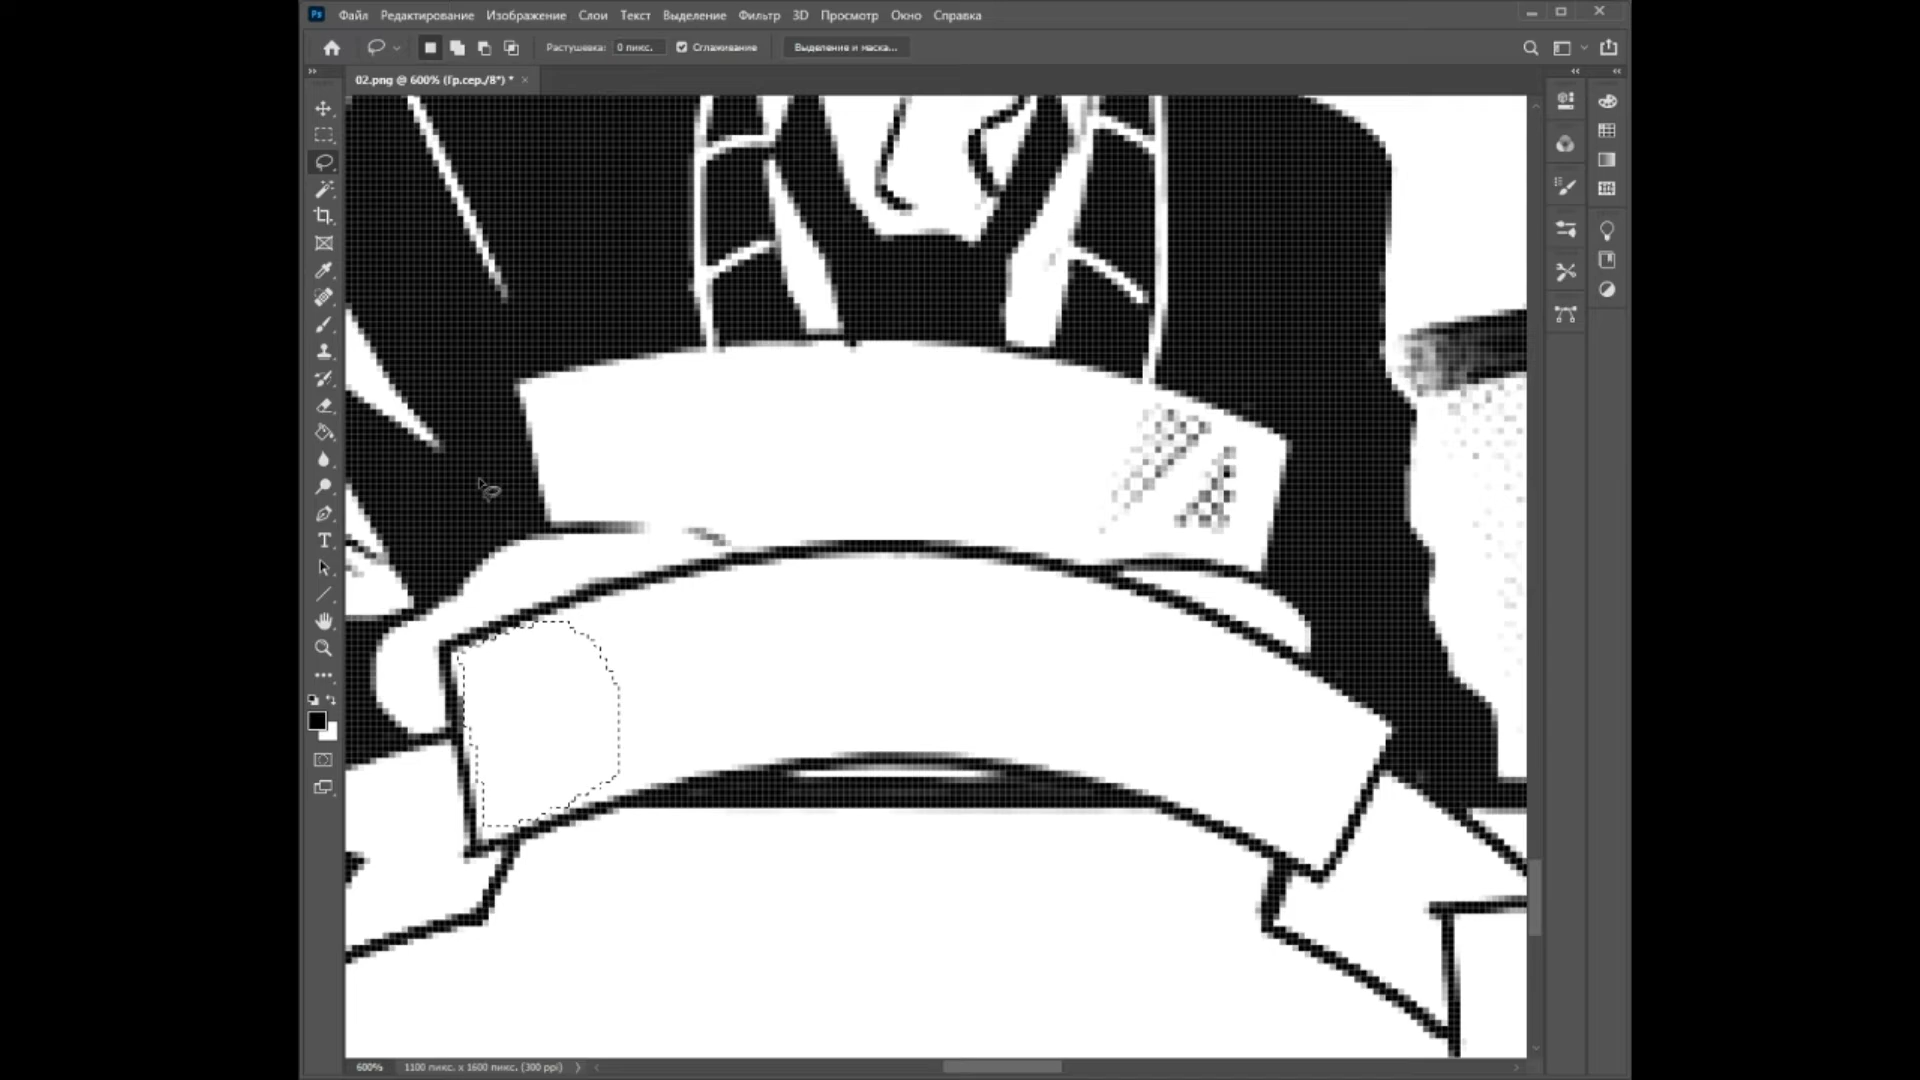 Ps Файл Редактирование Изображение Слои Текст Выделение Фильтр 3D Просмотр Окно Справка
Растушевка: 0 пикс. Сглаживание Выделение и маска...
02.png @ 600% (Гр.сер./8*) * ×
T
600% 1100 пикс. x 1600 пикс. (300 ppi)